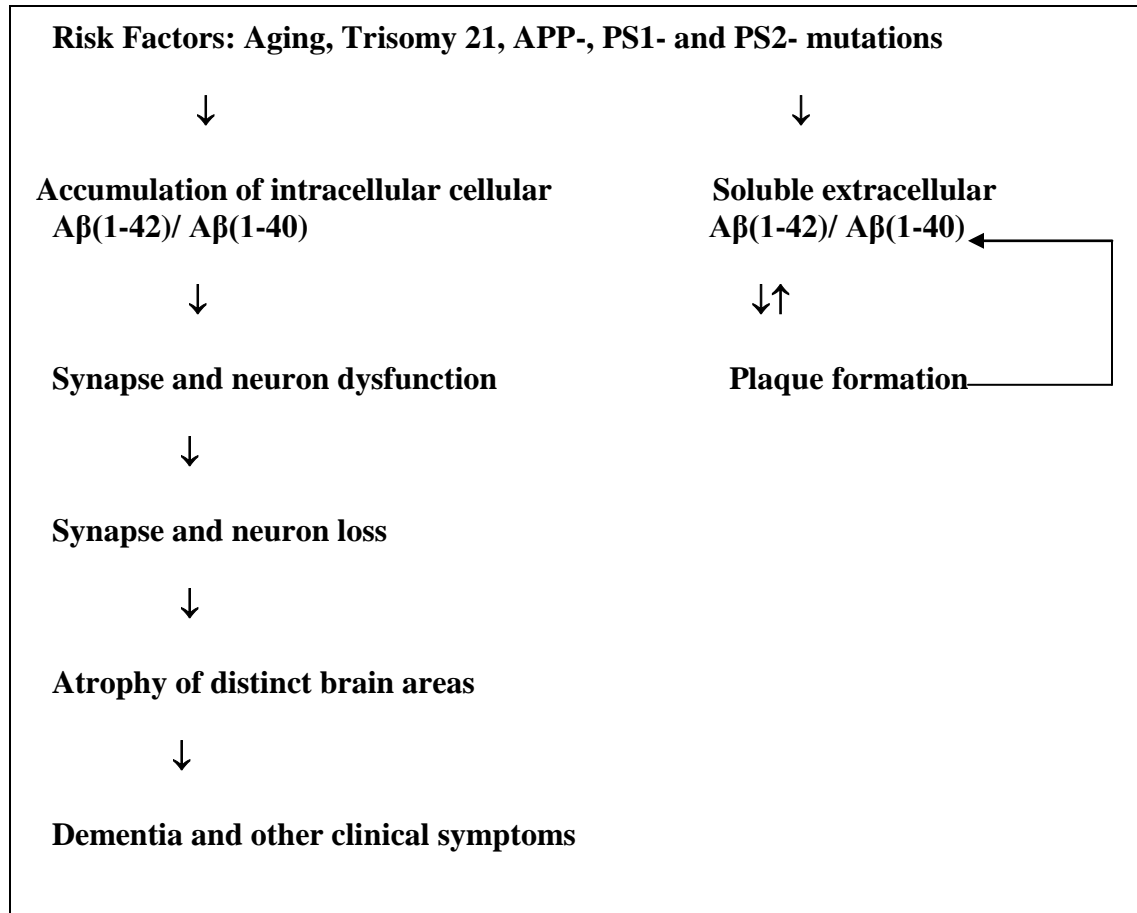 Risk Factors: Aging, Trisomy 21, APP-, PS1- and PS2- mutations
↓ ↓
Accumulation of intracellular cellular Soluble extracellular
Aβ(1-42)/ Aβ(1-40) Aβ(1-42)/ Aβ(1-40)
↓ ↓↑
Synapse and neuron dysfunction Plaque formation
↓
Synapse and neuron loss
↓
Atrophy of distinct brain areas
↓
Dementia and other clinical symptoms